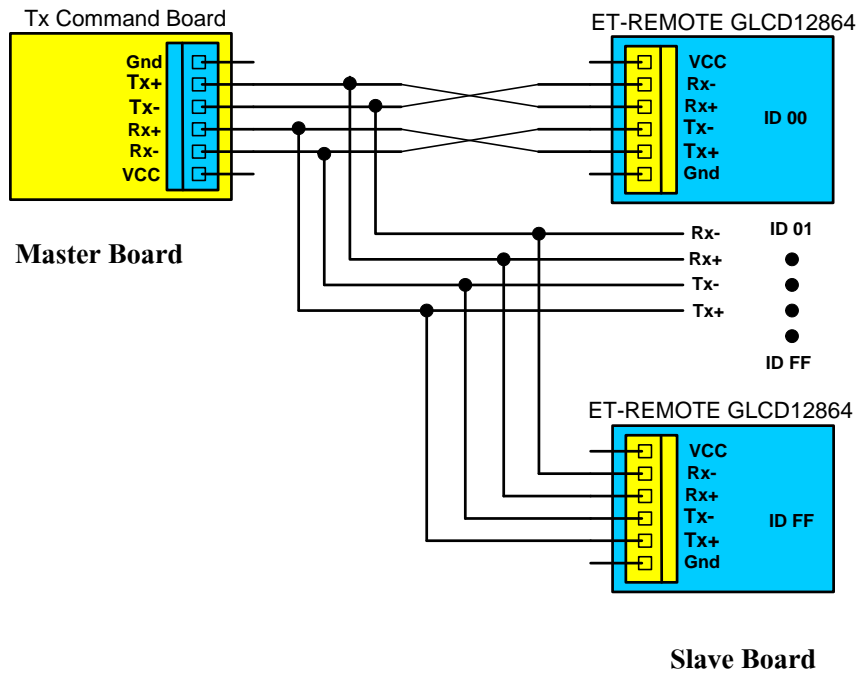 Tx Command Board
Gnd
Tx+
Tx-
Rx+
Rx-
VCC
Master Board
ET-REMOTE GLCD12864
VCC
Rx-
Rx+
Tx-
Tx+
Gnd
ID 00
Rx-
Rx+
Tx-
Tx+
ID 01
ID FF
ET-REMOTE GLCD12864
VCC
Rx-
Rx+
Tx-
Tx+
Gnd
ID FF
Slave Board